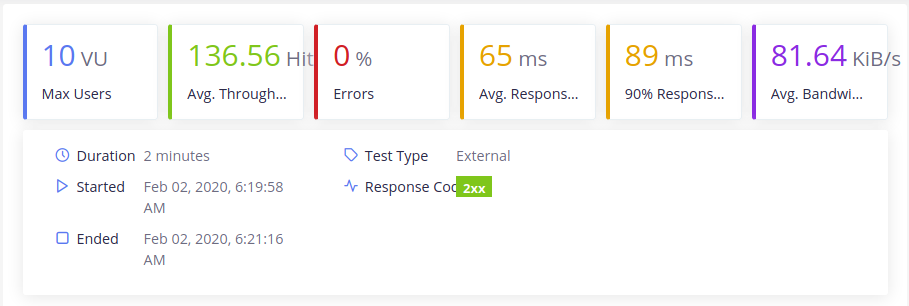 10 VU
Max Users
136.56 Hit
Avg. Through...
0 %
Errors
65 ms
Avg. Respons...
89 ms
90% Respons...
81.64 KiB/s
Avg. Bandwi...
Duration 2 minutes
Started Feb 02, 2020, 6:19:58
AM
Ended Feb 02, 2020, 6:21:16
AM
Test Type External
Response Coc 2xx